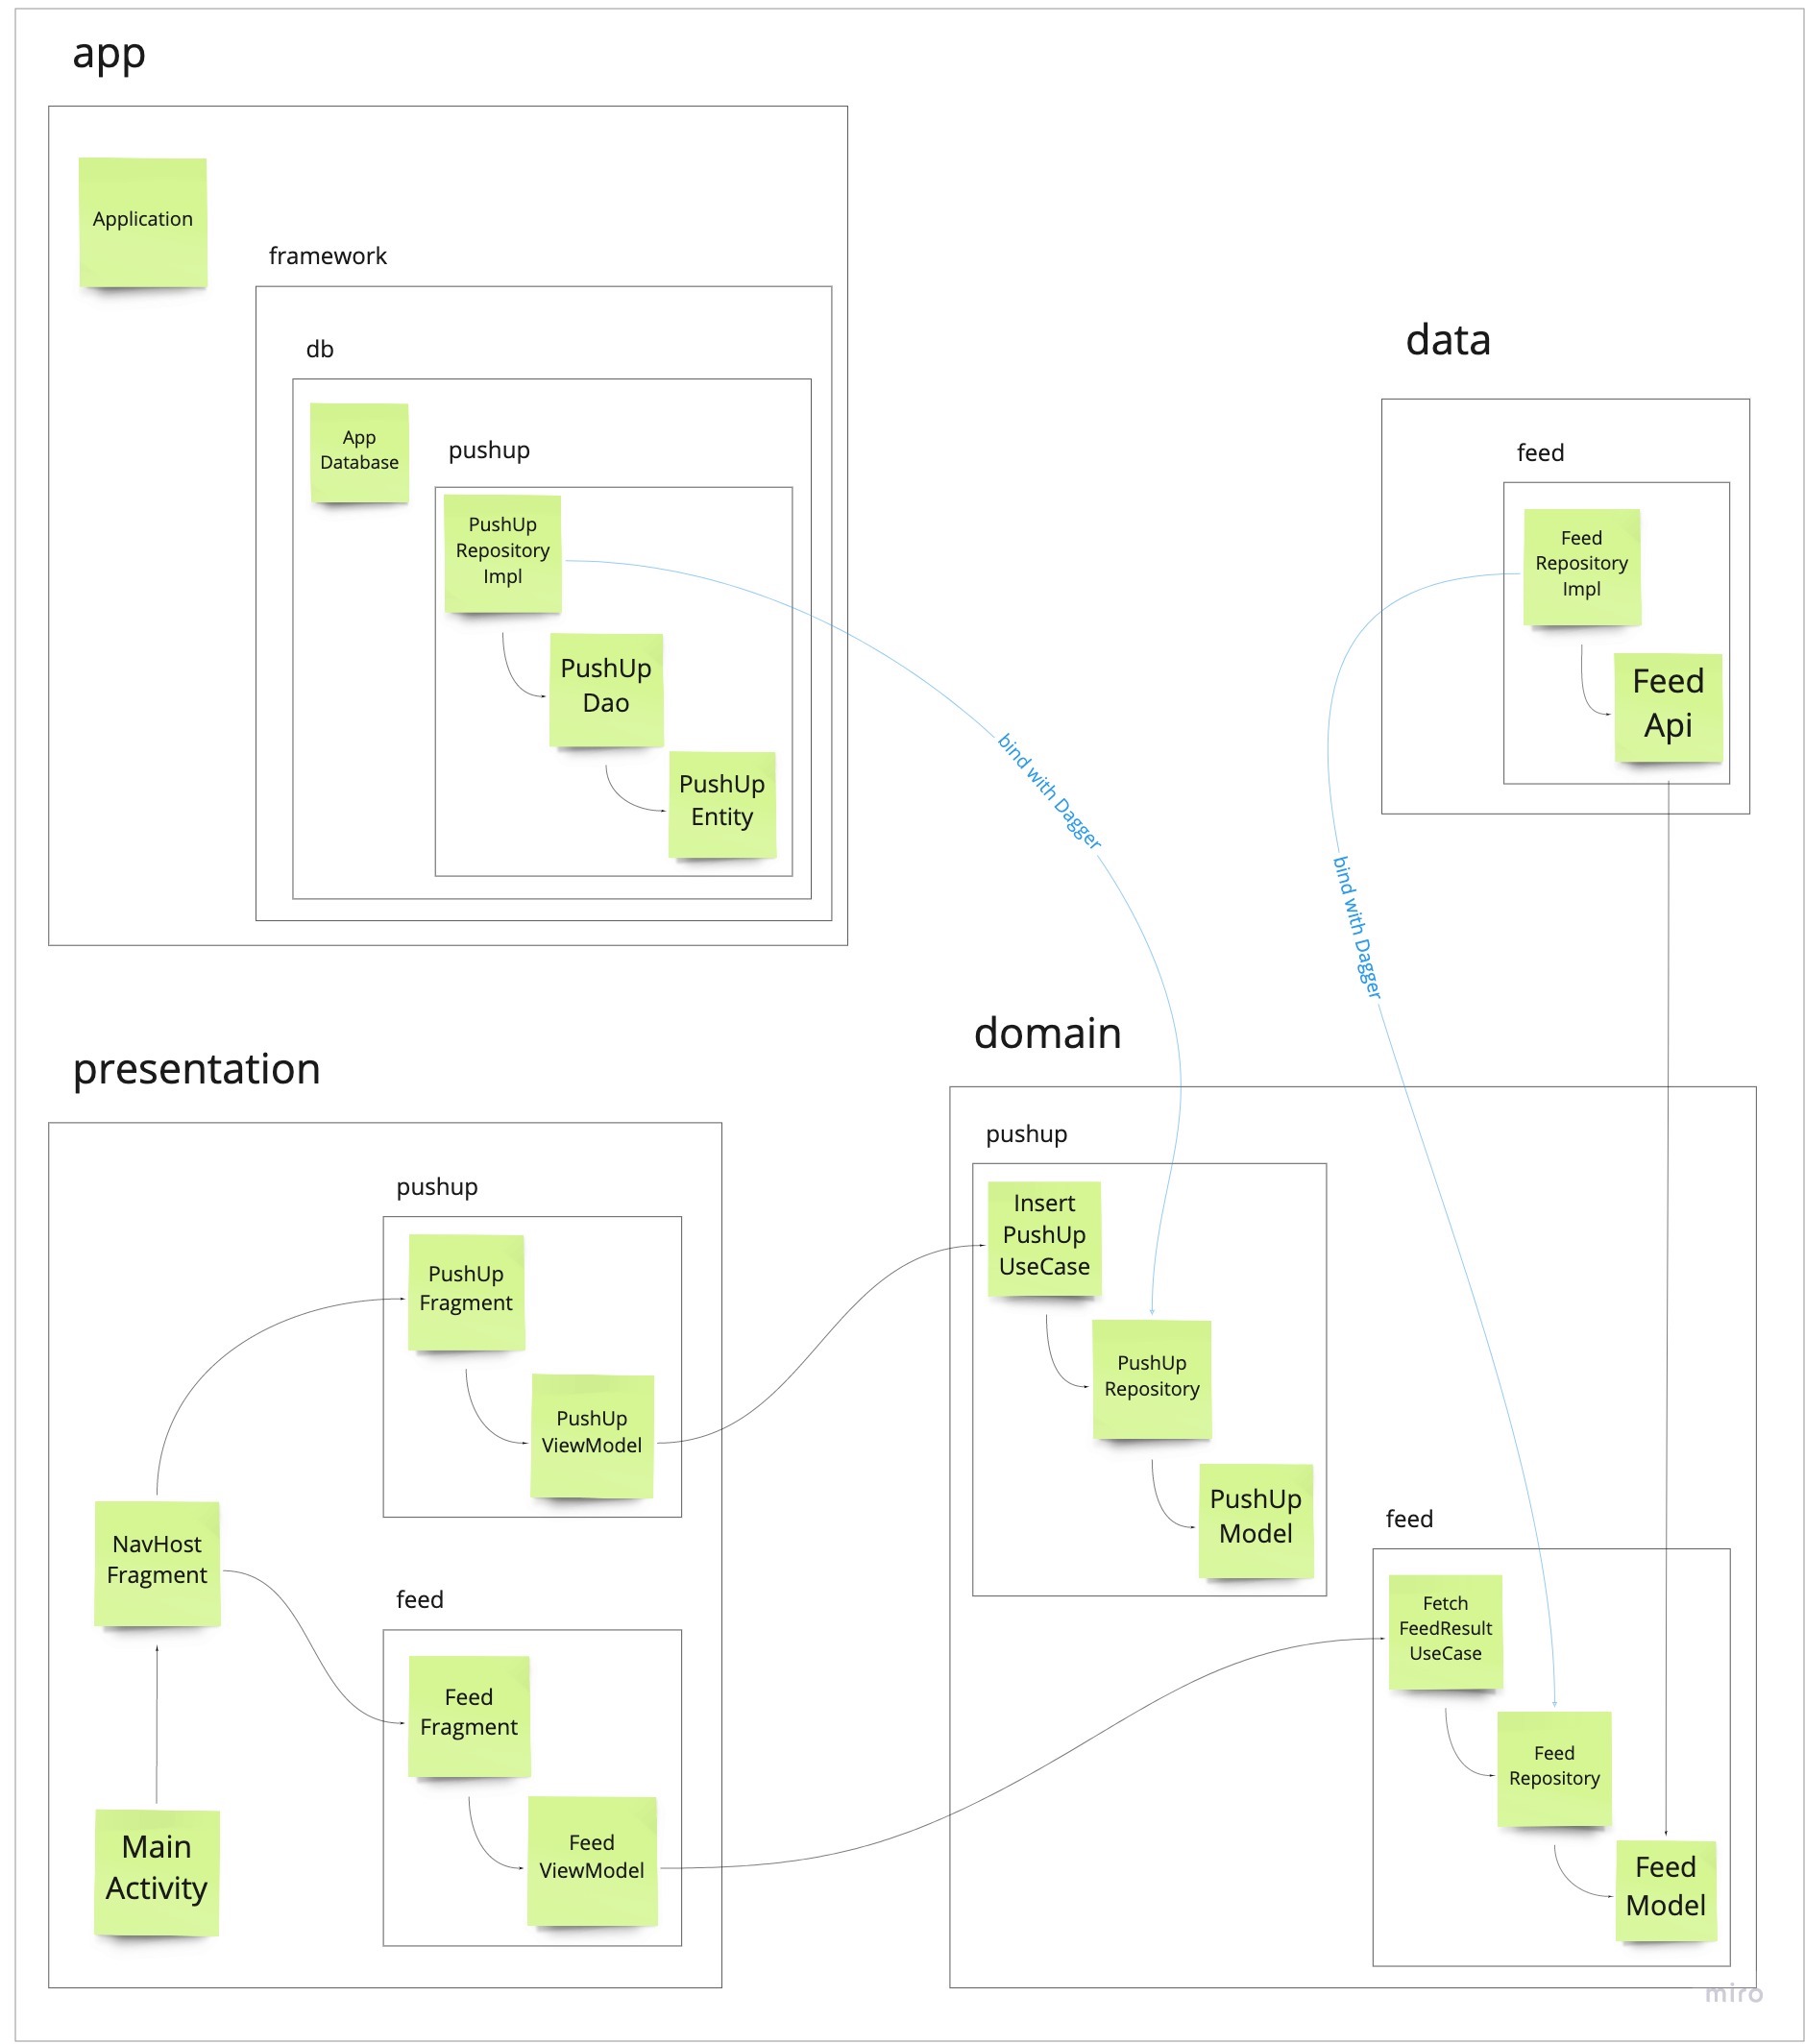 app
Application
framework
db
App
Database
pushup
PushUp
Repository
Impl
PushUp
Dao
PushUp
Entity
bind with Dagger
data
feed
Feed
Repository
Impl
Feed
Api
bind with Dagger
presentation
pushup
PushUp
Fragment
PushUp
ViewModel
NavHost
Fragment
feed
Feed
Fragment
Feed
ViewModel
Main
Activity
domain
pushup
Insert
PushUp
UseCase
PushUp
Repository
PushUp
Model
feed
Fetch
FeedResult
UseCase
Feed
Repository
Feed
Model
miro